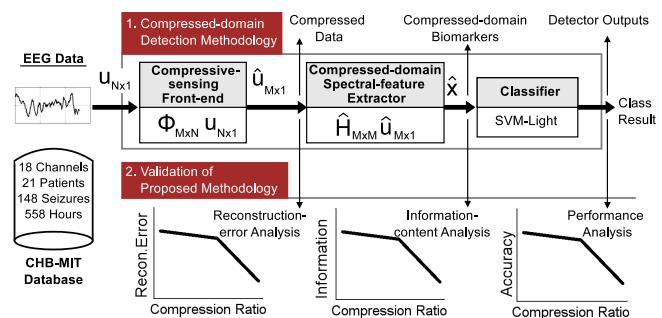 1. Compressed-domain
Detection Methodology
Compressed
Data
Compressed-domain
Biomarkers
Detector Outputs
EEG Data
u_Nx1
Compressive-
sensing
Front-end
Φ_MxN u_Nx1
û_Mx1
Compressed-domain
Spectral-feature
Extractor
Ĥ_MxM û_Mx1
x̂
Classifier
SVM-Light
Class
Result
18 Channels
21 Patients
148 Seizures
558 Hours
CHB-MIT
Database
2. Validation of
Proposed Methodology
Reconstruction-
error Analysis
Recon.Error
Compression Ratio
Information-
content Analysis
Information
Compression Ratio
Performance
Analysis
Accuracy
Compression Ratio